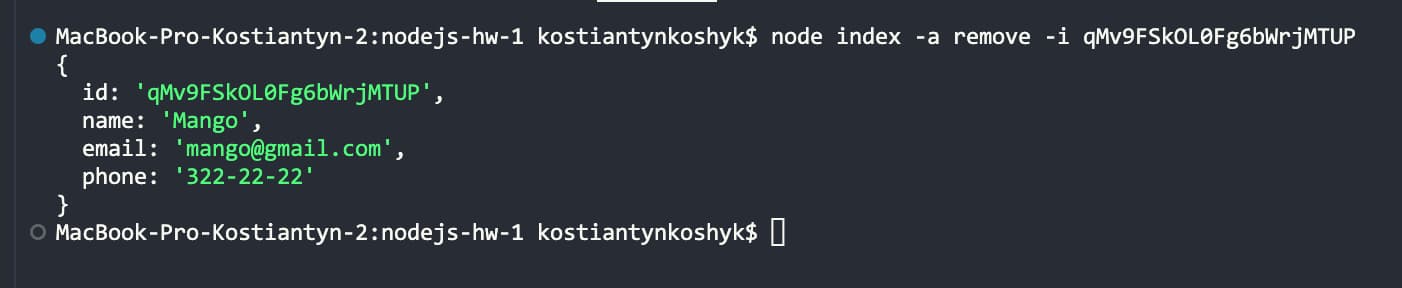 MacBook-Pro-Kostiantyn-2:nodejs-hw-1 kostiantynkoshyk$ node index -a remove -i qMv9FSkOL0Fg6bWrjMTUP
{
  id: 'qMv9FSkOL0Fg6bWrjMTUP',
  name: 'Mango',
  email: 'mango@gmail.com',
  phone: '322-22-22'
}
MacBook-Pro-Kostiantyn-2:nodejs-hw-1 kostiantynkoshyk$